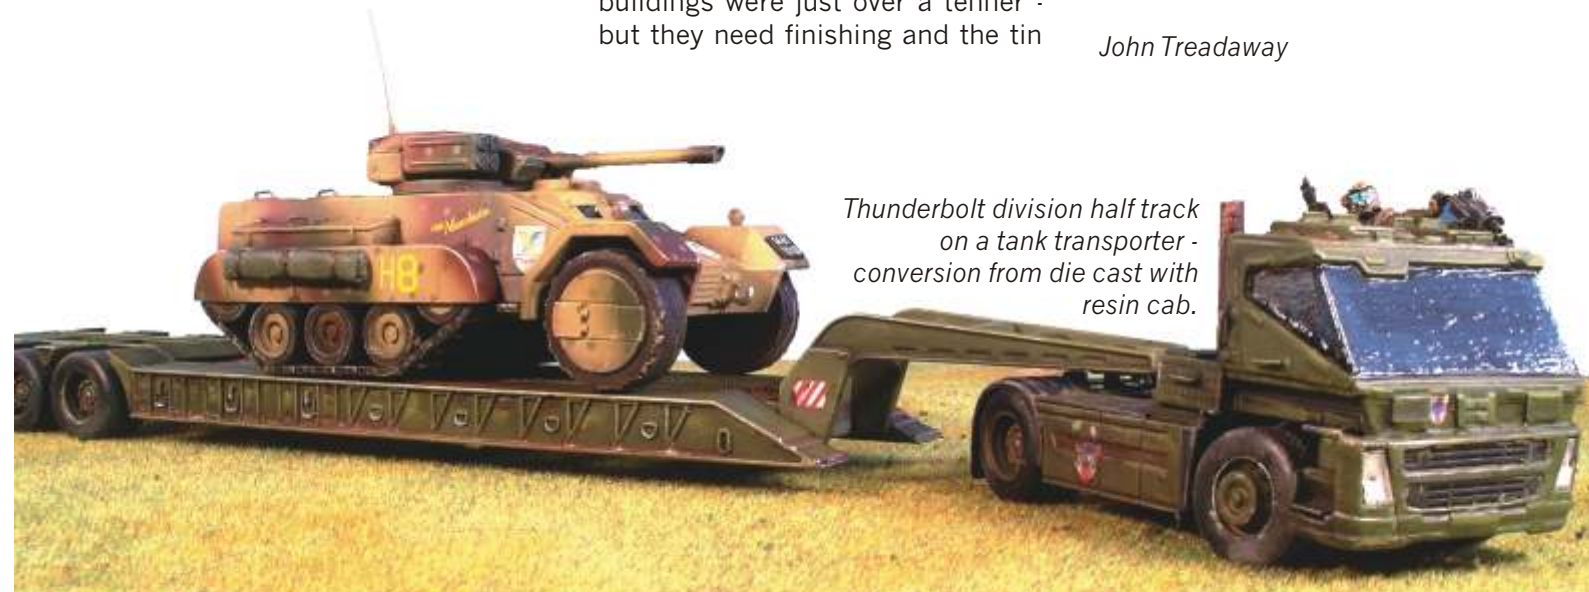 buildings were just over a tenner -
but they need finishing and the tin
John Treadaway
Thunderbolt division half track
on a tank transporter -
conversion from die cast with
resin cab.
H8